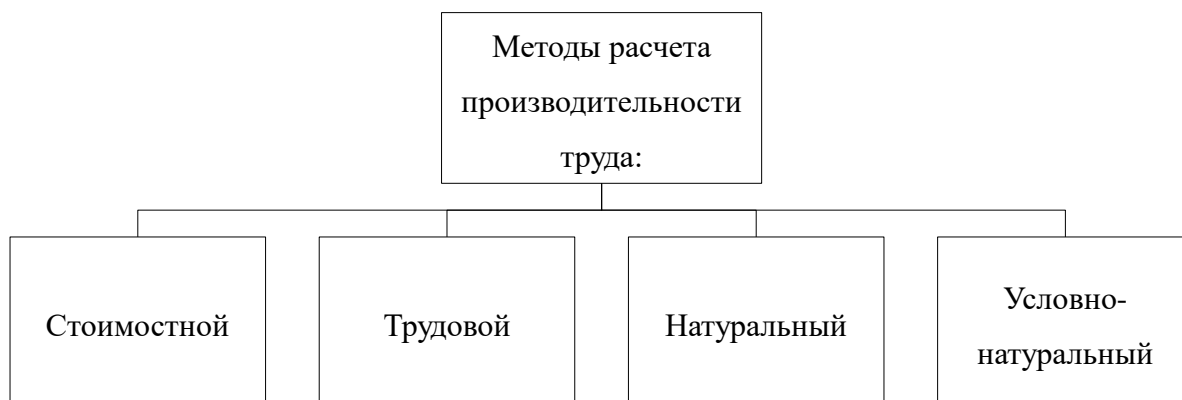 Методы расчета
производительности
труда:
Стоимостной
Трудовой
Натуральный
Условно-
натуральный